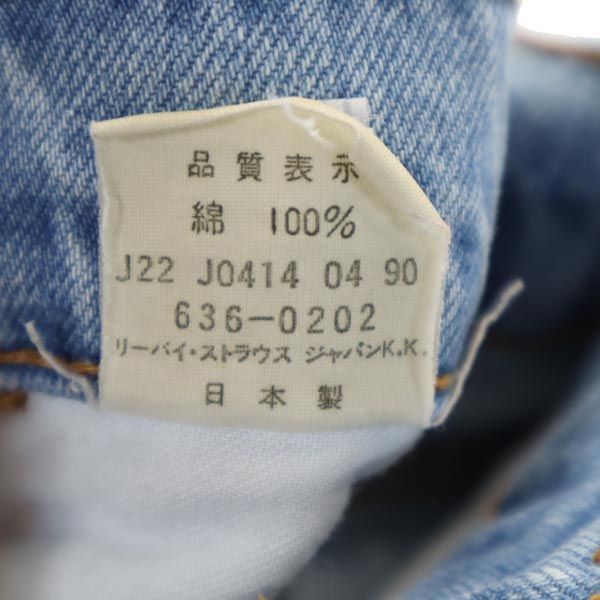 品質表示
綿 100%
J22 J0414 04 90
636-0202
リーバイ・ストラウス ジャパンK.K.
日本製